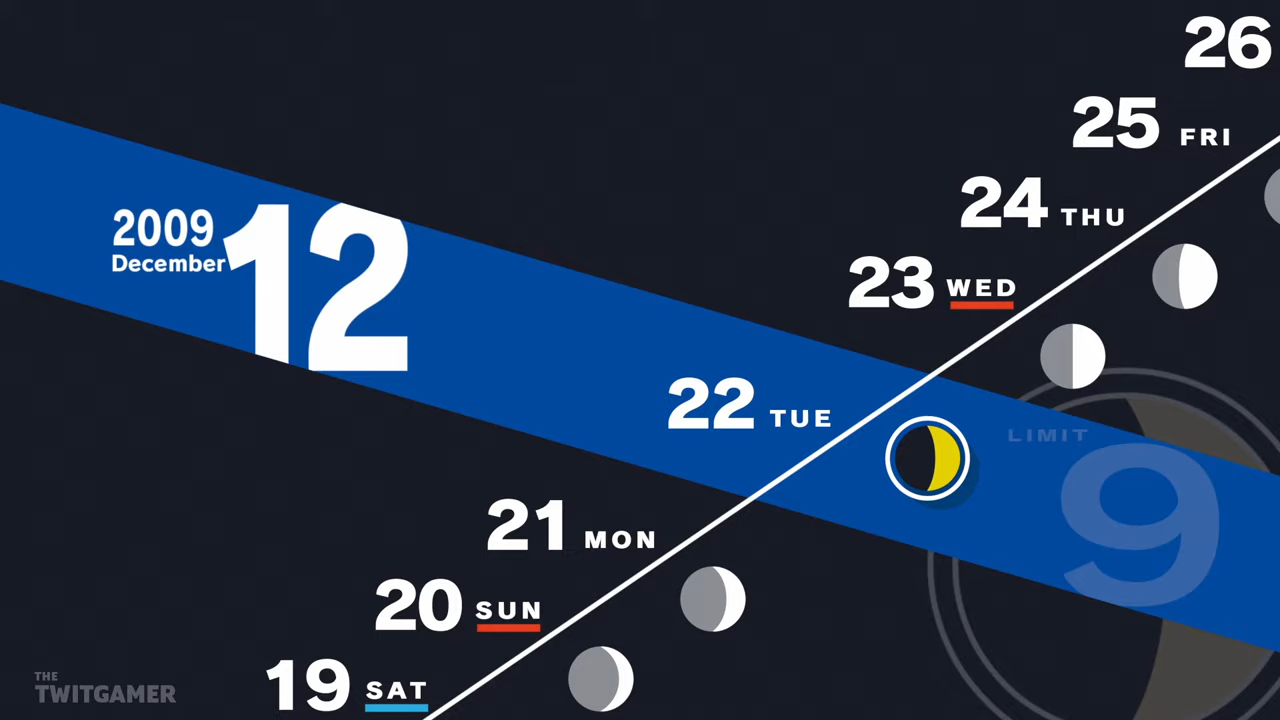 26
25 FRI
24 THU
23 WED
2009
December
12
22 TUE
LIMIT
9
21 MON
20 SUN
19 SAT
THE
TWITGAMER